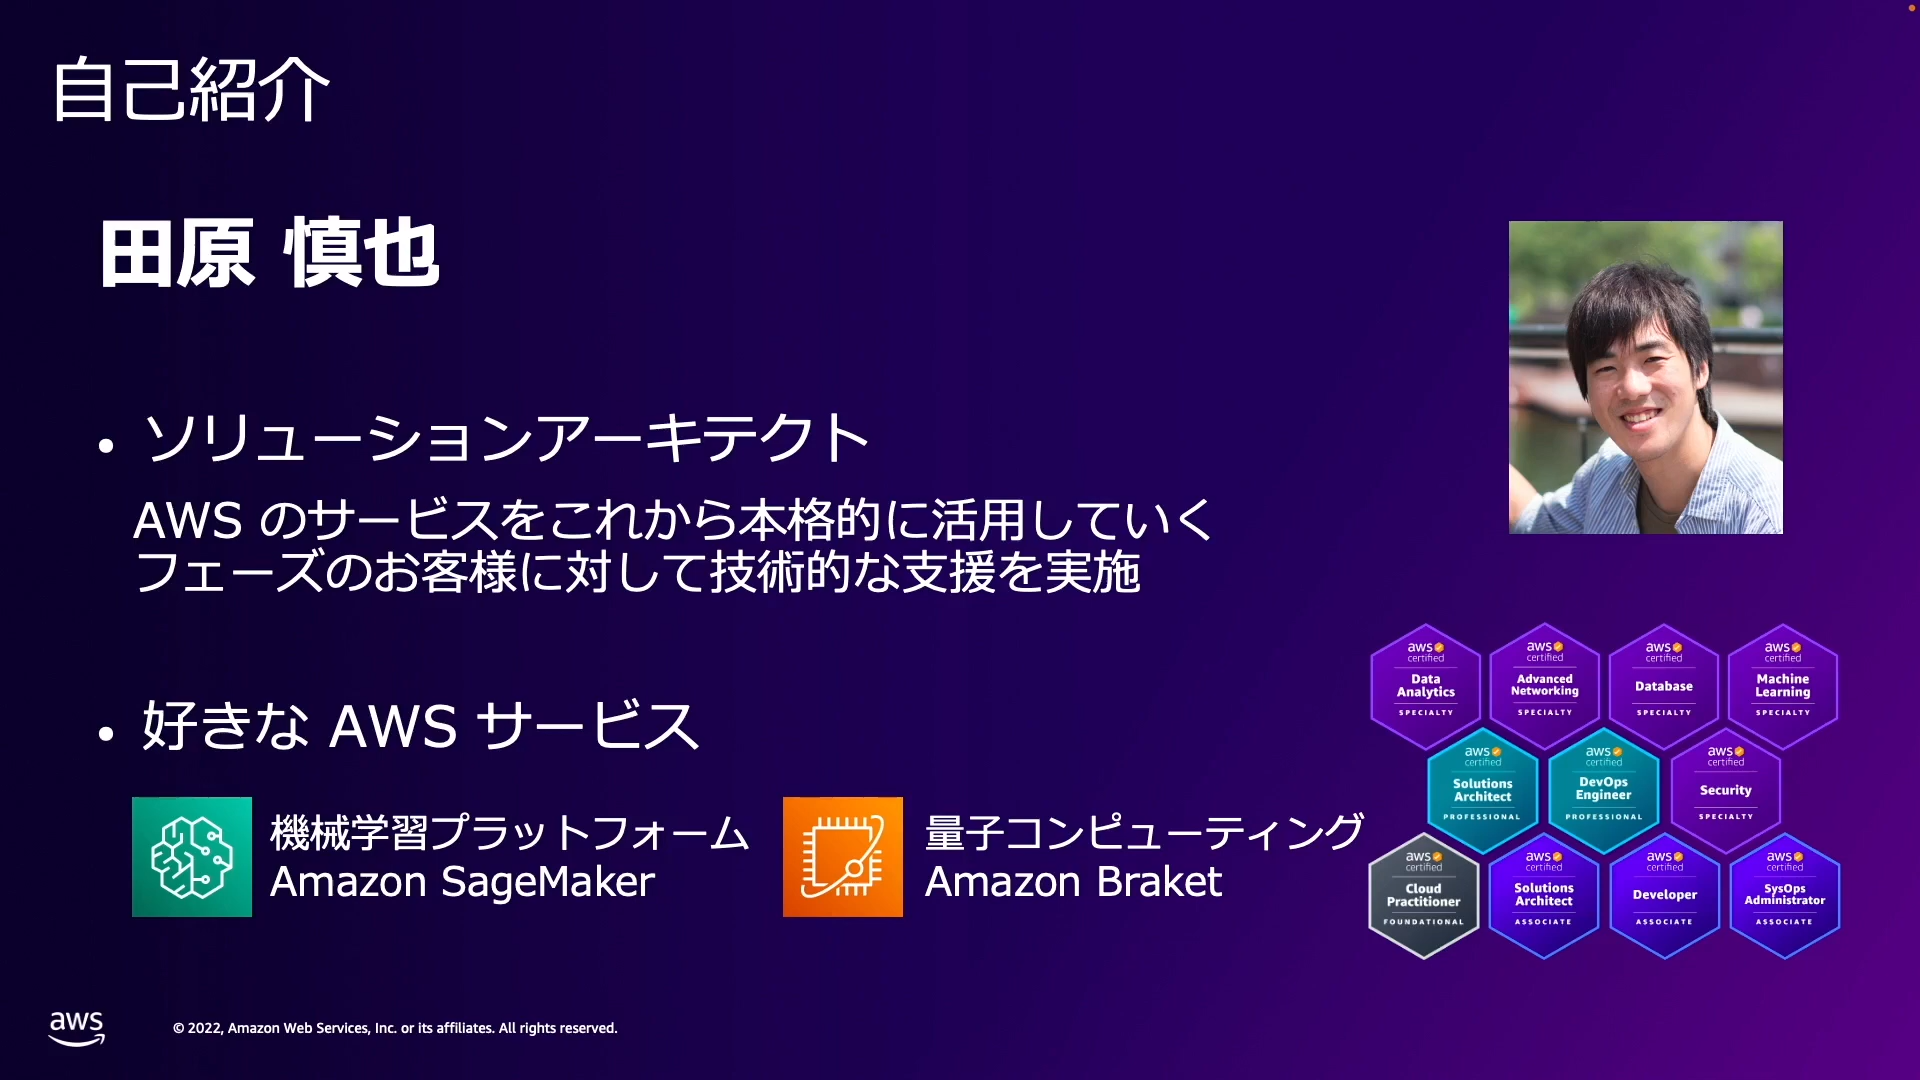 自己紹介
田原 慎也
• ソリューションアーキテクト
AWS のサービスをこれから本格的に活用していく
フェーズのお客様に対して技術的な支援を実施
• 好きな AWS サービス
機械学習プラットフォーム
Amazon SageMaker
量子コンピューティング
Amazon Braket
aws
certified
Data
Analytics
SPECIALTY
aws
certified
Advanced
Networking
SPECIALTY
aws
certified
Database
SPECIALTY
aws
certified
Machine
Learning
SPECIALTY
aws
certified
Solutions
Architect
PROFESSIONAL
aws
certified
DevOps
Engineer
PROFESSIONAL
aws
certified
Security
SPECIALTY
aws
certified
Cloud
Practitioner
FOUNDATIONAL
aws
certified
Solutions
Architect
ASSOCIATE
aws
certified
Developer
ASSOCIATE
aws
certified
SysOps
Administrator
ASSOCIATE
aws
© 2022, Amazon Web Services, Inc. or its affiliates. All rights reserved.